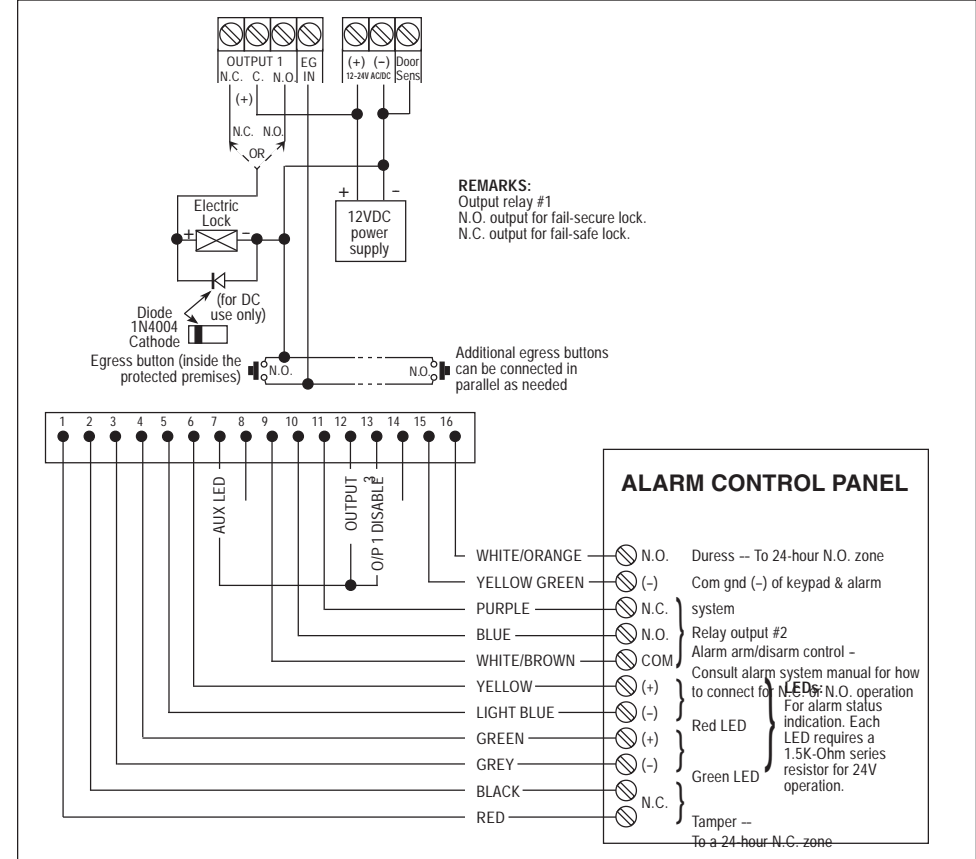 OUTPUT 1 EG (+) (–) Door
N.C. C. N.O. IN 12–24V AC/DC Sens
(+)
N.C. N.O.
OR
Electric
Lock
+ –
+ –
12VDC
power
supply
REMARKS:
Output relay #1
N.O. output for fail-secure lock.
N.C. output for fail-safe lock.
Diode
1N4004
Cathode
(for DC
use only)
Egress button (inside the
protected premises)
N.O.
N.O.
Additional egress buttons
can be connected in
parallel as needed
1 2 3 4 5 6 7 8 9 10 11 12 13 14 15 16
AUX LED
OUTPUT 3
O/P 1 DISABLE
ALARM CONTROL PANEL
WHITE/ORANGE N.O. Duress -- To 24-hour N.O. zone
YELLOW GREEN (–) Com gnd (–) of keypad & alarm
PURPLE N.C. system
BLUE N.O. Relay output #2
Alarm arm/disarm control –
WHITE/BROWN COM
Consult alarm system manual for how
to connect for N.C. or N.O. operation
YELLOW (+)
LIGHT BLUE (–)
Red LED
GREEN (+)
GREY (–)
Green LED
LEDs:
For alarm status
indication. Each
LED requires a
1.5K-Ohm series
resistor for 24V
operation.
BLACK
N.C.
RED
Tamper --
To a 24-hour N.C. zone